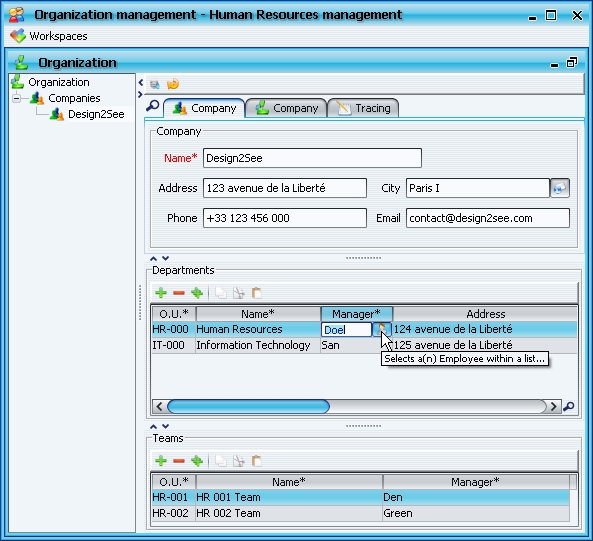 Organization management - Human Resources management
Workspaces
Organization
Organization
Companies
Design2See
Company Company Tracing
Company
Name* Design2See
Address 123 avenue de la Liberté City Paris I
Phone +33 123 456 000 Email contact@design2see.com
Departments
O.U.* Name* Manager* Address
HR-000 Human Resources Doe 124 avenue de la Liberté
IT-000 Information Technology San 125 avenue de la Liberté
Selects a(n) Employee within a list...
Teams
O.U.* Name* Manager*
HR-001 HR 001 Team Den
HR-002 HR 002 Team Green